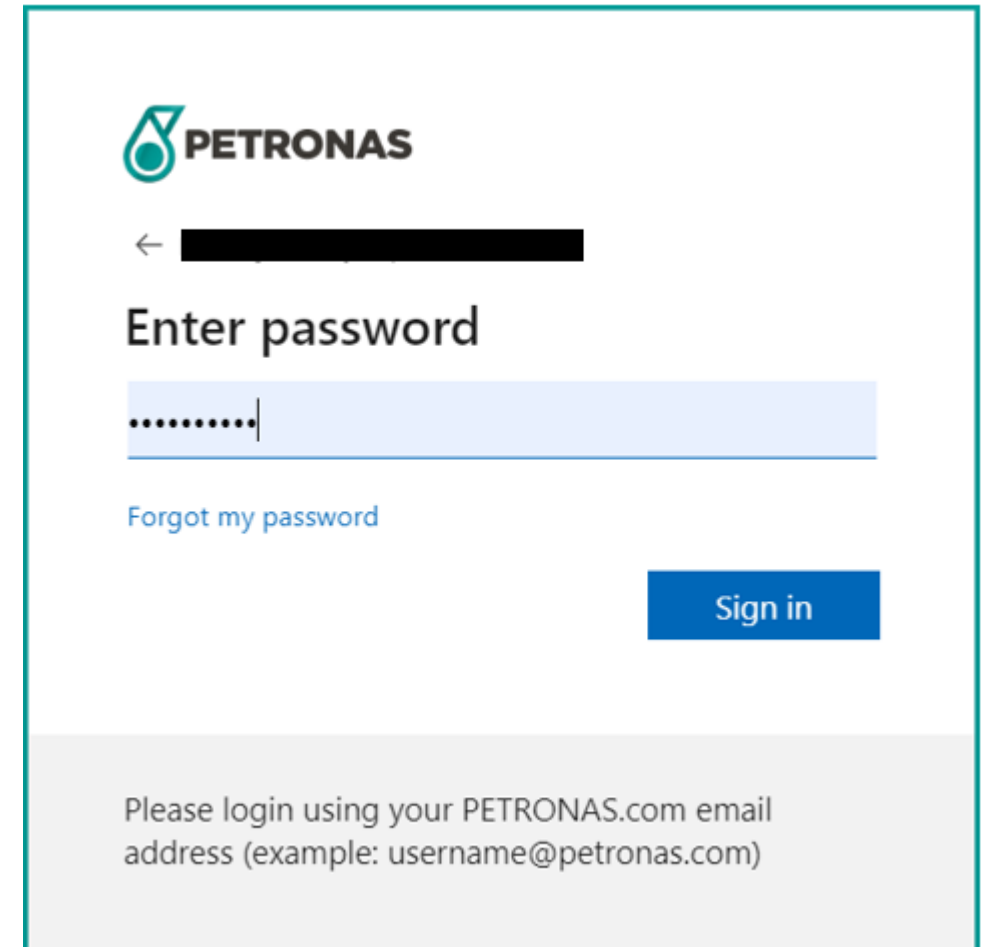 PETRONAS
Enter password
Forgot my password
Sign in
Please login using your PETRONAS.com email
address (example: username@petronas.com)